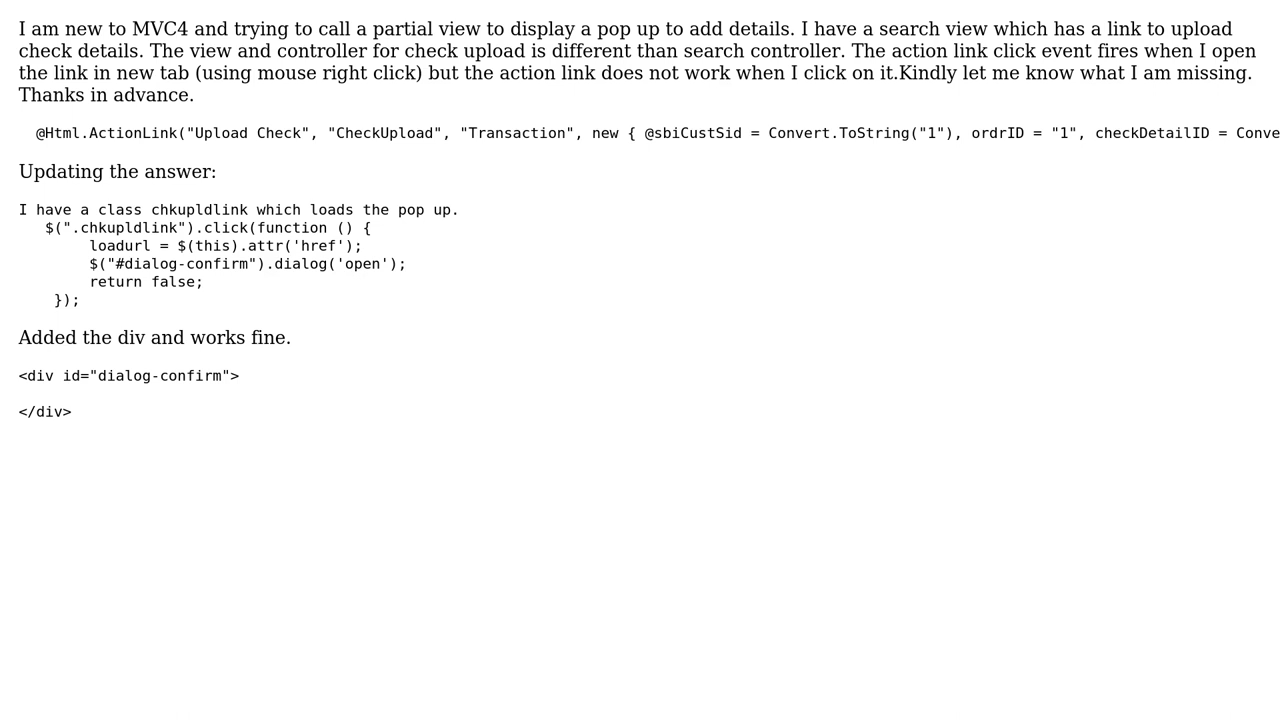 I am new to MVC4 and trying to call a partial view to display a pop up to add details. I have a search view which has a link to upload
check details. The view and controller for check upload is different than search controller. The action link click event fires when I open
the link in new tab (using mouse right click) but the action link does not work when I click on it.Kindly let me know what I am missing.
Thanks in advance.
@Html.ActionLink("Upload Check", "CheckUpload", "Transaction", new { @sbiCustSid = Convert.ToString("1"), ordrID = "1", checkDetailID = Conve
Updating the answer:
I have a class chkupldlink which loads the pop up.
$(".chkupldlink").click(function () {
loadurl = $(this).attr('href');
$("#dialog-confirm").dialog('open');
return false;
});
Added the div and works fine.
<div id="dialog-confirm">
</div>